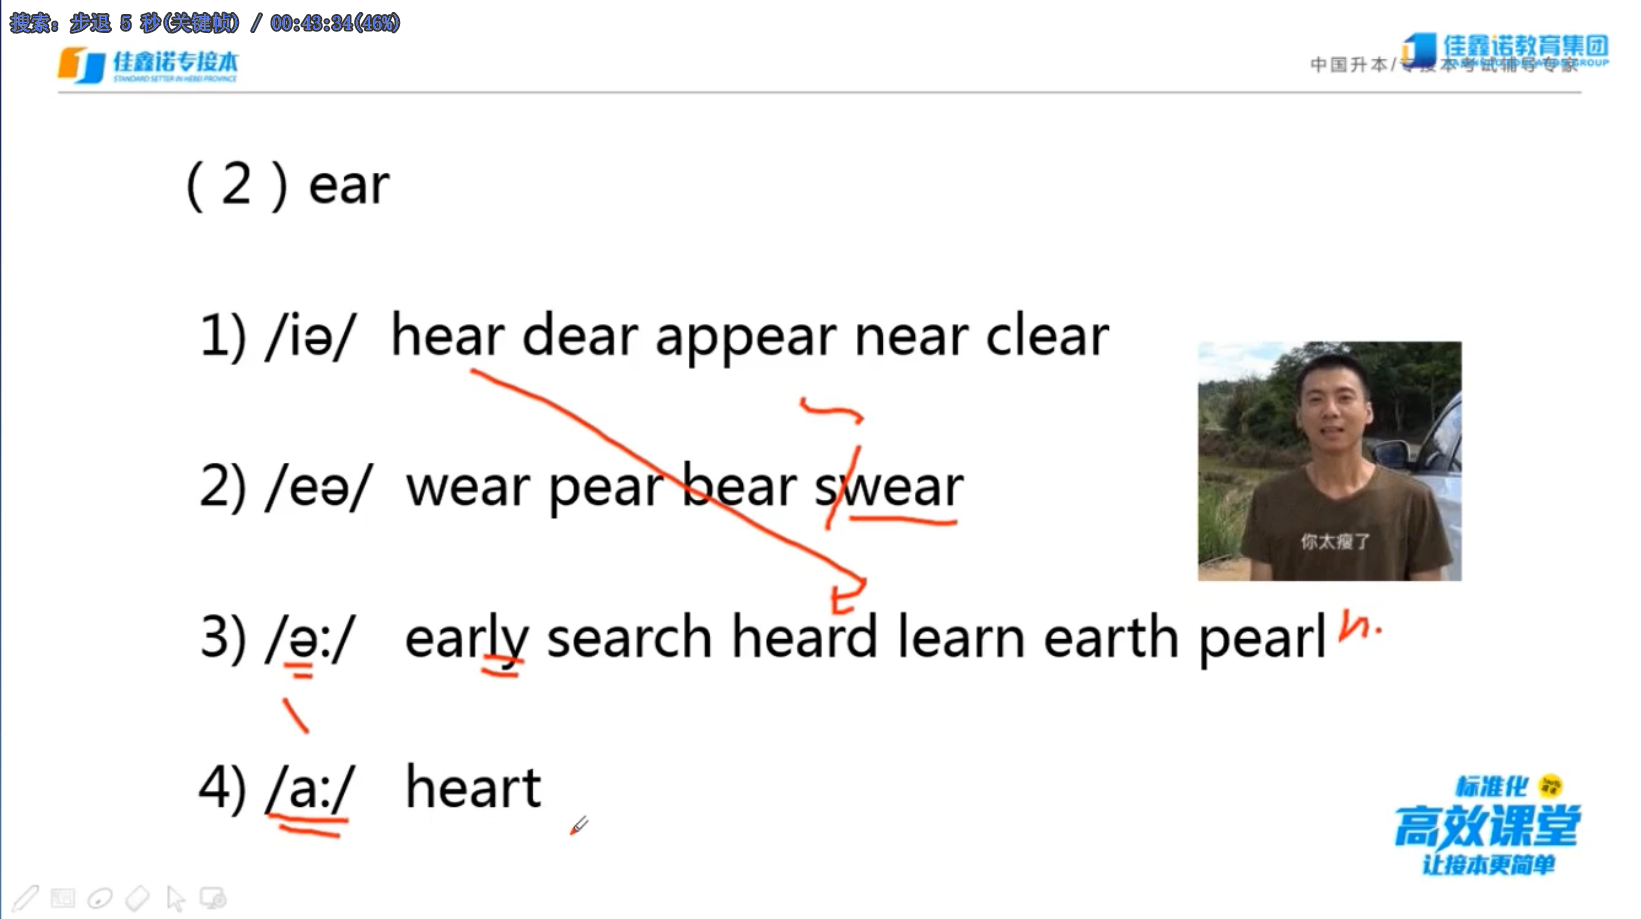 搜索: 步退 5 秒(关键帧) / 00:43:34(46%)
佳鑫诺专接本
STANDARD SETTER IN HEBEI PROVINCE
佳鑫诺教育集团
中国升本/专接本考试辅导专家
( 2 ) ear
1) /iə/ hear dear appear near clear
2) /eə/ wear pear bear swear
你太瘦了
3) /ə:/ early search heard learn earth pearl n.
4) /a:/ heart
标准化
高效课堂
让接本更简单